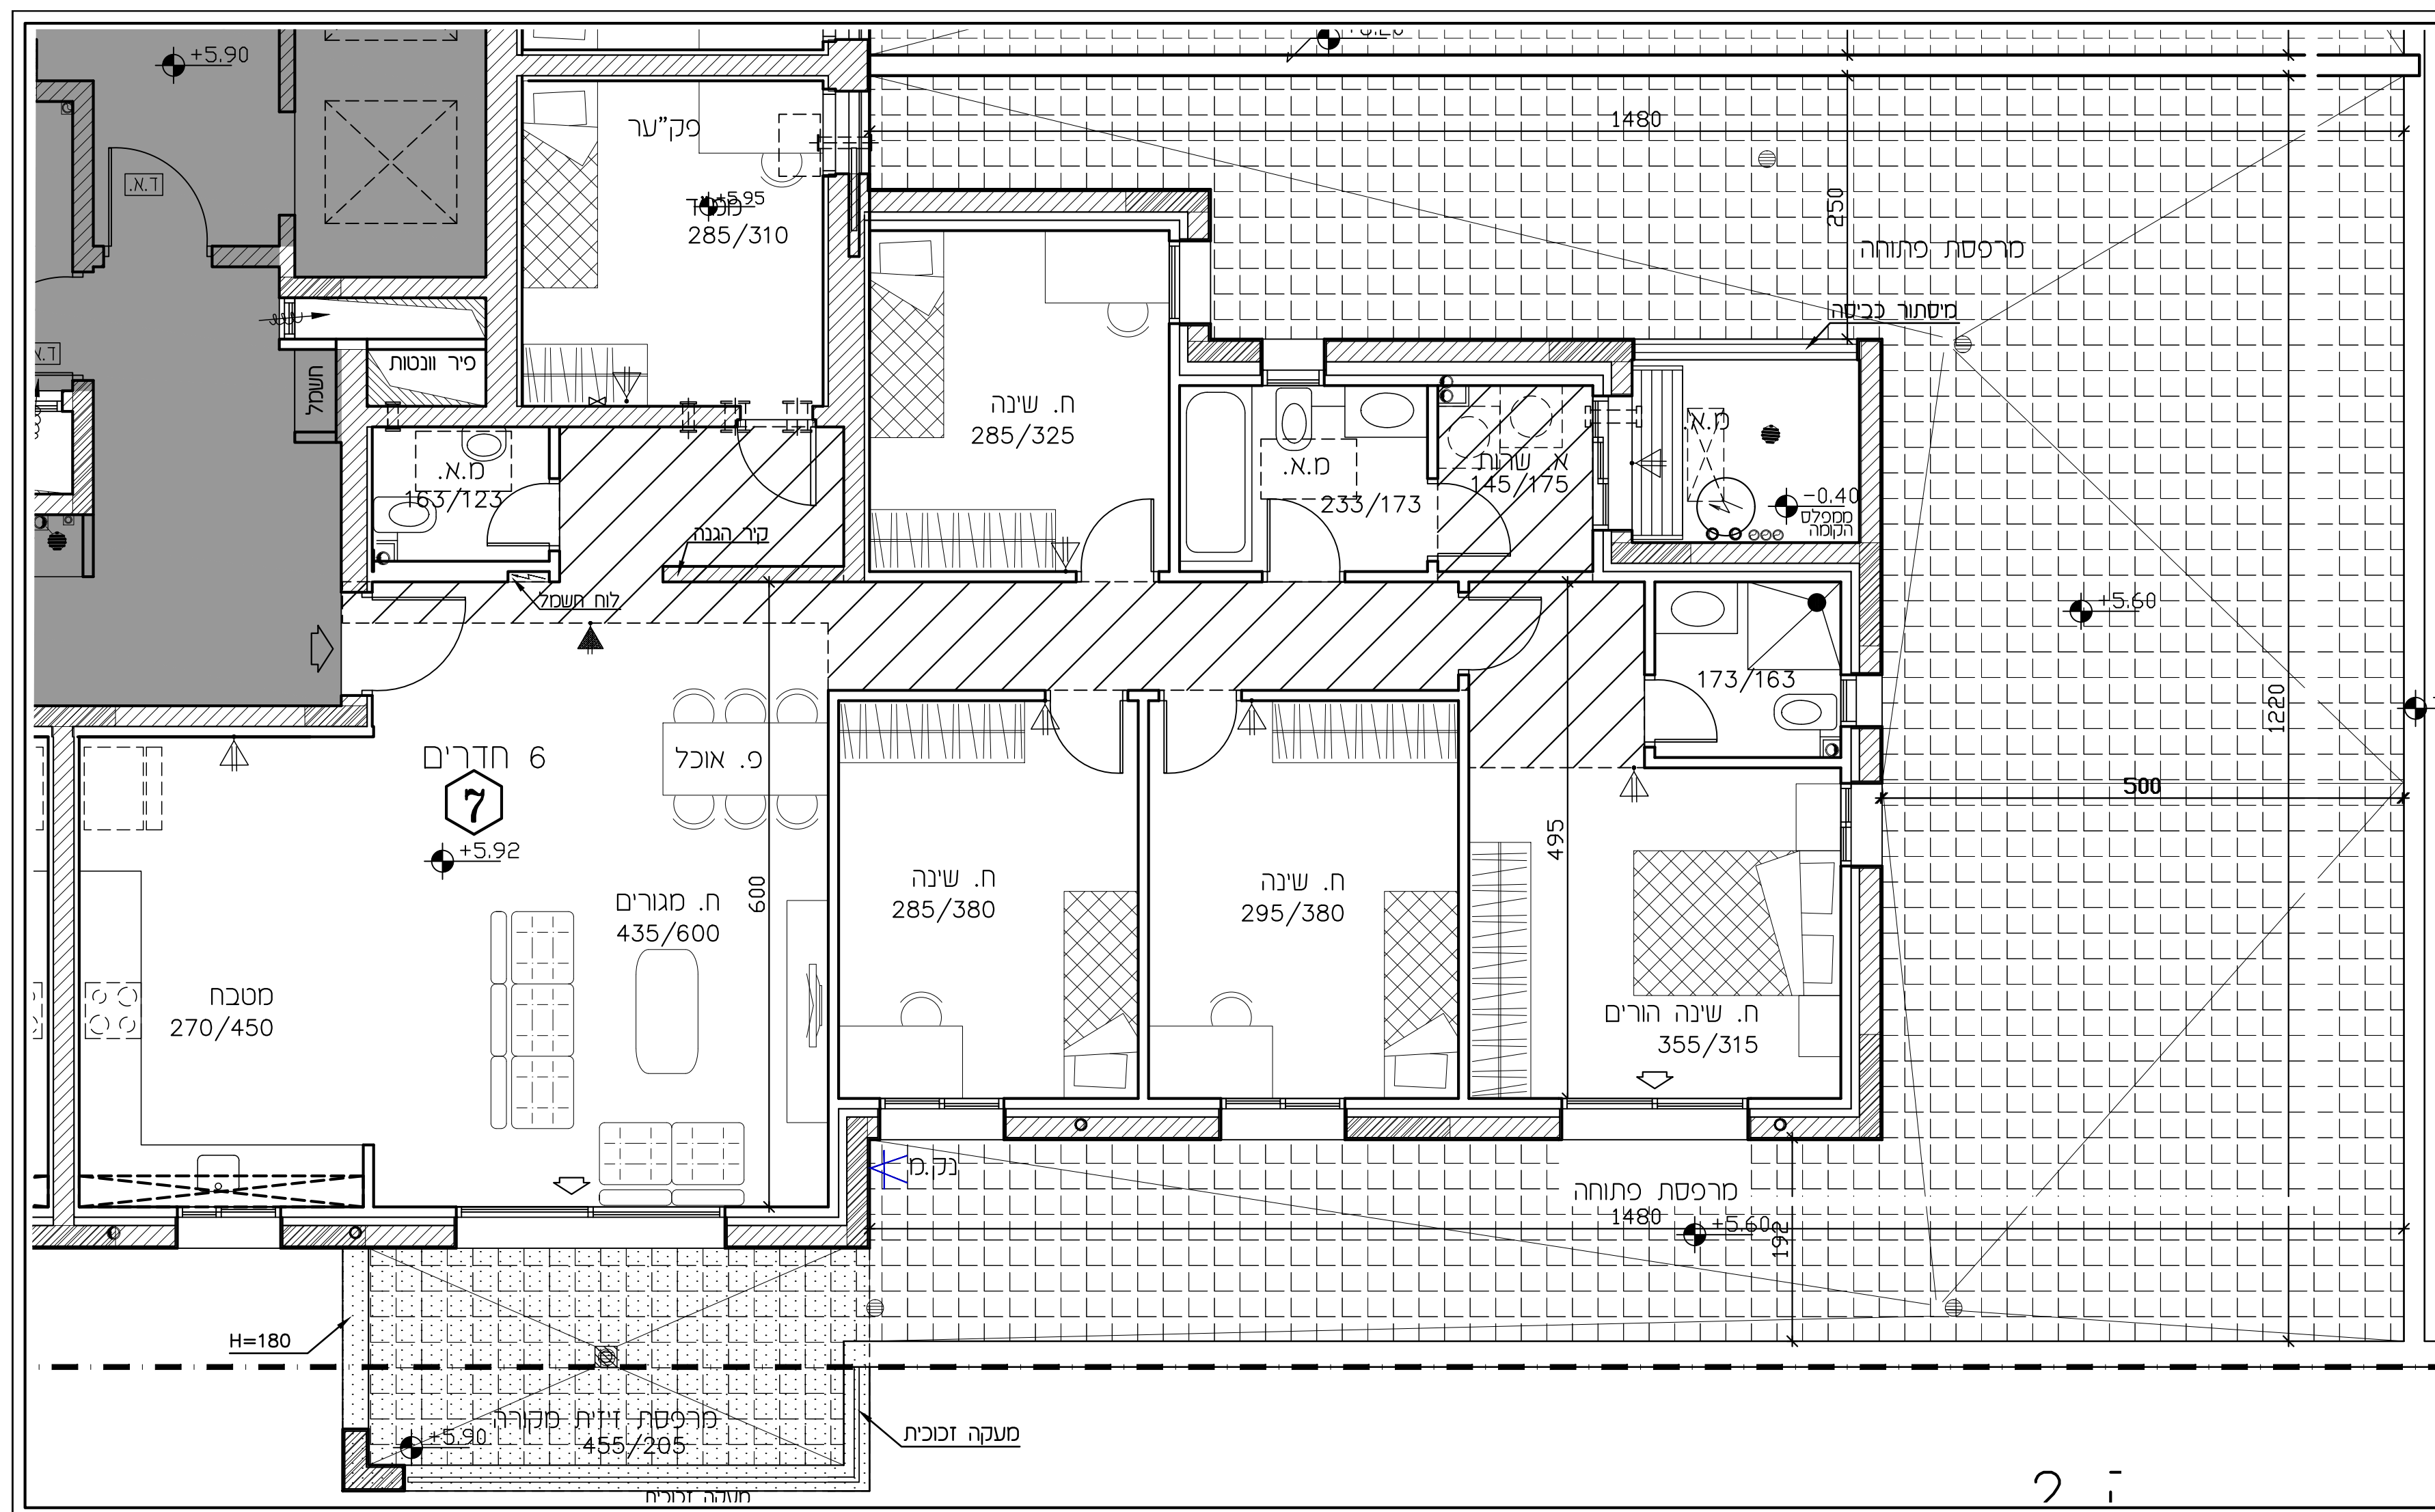 +5.90
ד.א.
ד.א
פק"ער
+5.95
285/310
1480
250
מרפסת פתוחה
מיסתור כביסה
פיר וונטות
חשמל
ח. שינה
285/325
מ.א.
163/123
מ.א.
233/173
א. שרות
145/175
מ.א.
-0.40
ממפלס
הקומה
קיר הגנה
לוח חשמל
+5.60
173/163
1220
500
6 חדרים
7
+5.92
פ. אוכל
600
ח. מגורים
435/600
מטבח
270/450
ח. שינה
285/380
ח. שינה
295/380
495
ח. שינה הורים
355/315
נק.מ
מרפסת פתוחה
1480
+5.60
192
H=180
מרפסת זיזית מקורה
455/205
+5.90
מעקה זכוכית
מעקה זכוכית